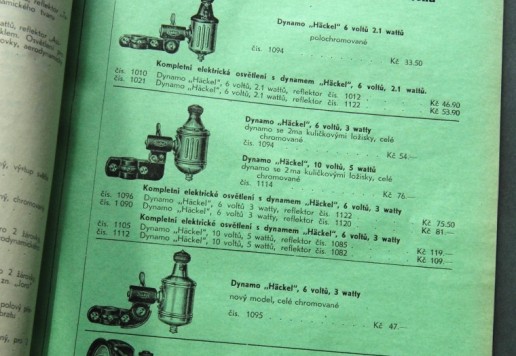 Dynamo „Häckel", 6 voltů 2.1 wattů
polochromované
čís. 1094 Kč 33.50
Kompletní elektrická osvětlení s dynamem „Häckel", 6 voltů, 2.1 wattů.
čís. 1010 Dynamo „Häckel", 6 voltů, 2.1 wattů, reflektor čís. 1012 Kč 46.90
čís. 1021 Dynamo „Häckel", 6 voltů, 2.1 wattů, reflektor čís. 1122 Kč 53.90
Dynamo „Häckel", 6 voltů, 3 watty
dynamo se 2ma kuličkovými ložisky, celé
chromované
čís. 1094 Kč 54.—
Dynamo „Häckel", 10 voltů, 5 wattů
dynamo se 2ma kuličkovými ložisky, celé
chromované
čís. 1114 Kč 76.—
Kompletní elektrické osvětlení s dynamem „Häckel", 6 voltů, 3 watty
čís. 1096 Dynamo „Häckel", 6 voltů, 3 watty, reflektor čís. 1122 Kč 75.50
čís. 1090 Dynamo „Häckel", 6 voltů 3 watty, reflektor čís. 1120 Kč 81.—
Kompletní elektrické osvětlení s dynamem „Häckel", 6 voltů, 3 watty
čís. 1105 Dynamo „Häckel", 10 voltů, 5 wattů, reflektor čís. 1085 Kč 119.—
čís. 1112 Dynamo „Häckel", 10 voltů, 5 wattů, reflektor čís. 1082 Kč 109.—
Dynamo „Häckel", 6 voltů, 3 watty
nový model, celé chromované
čís. 1095 Kč 47.—